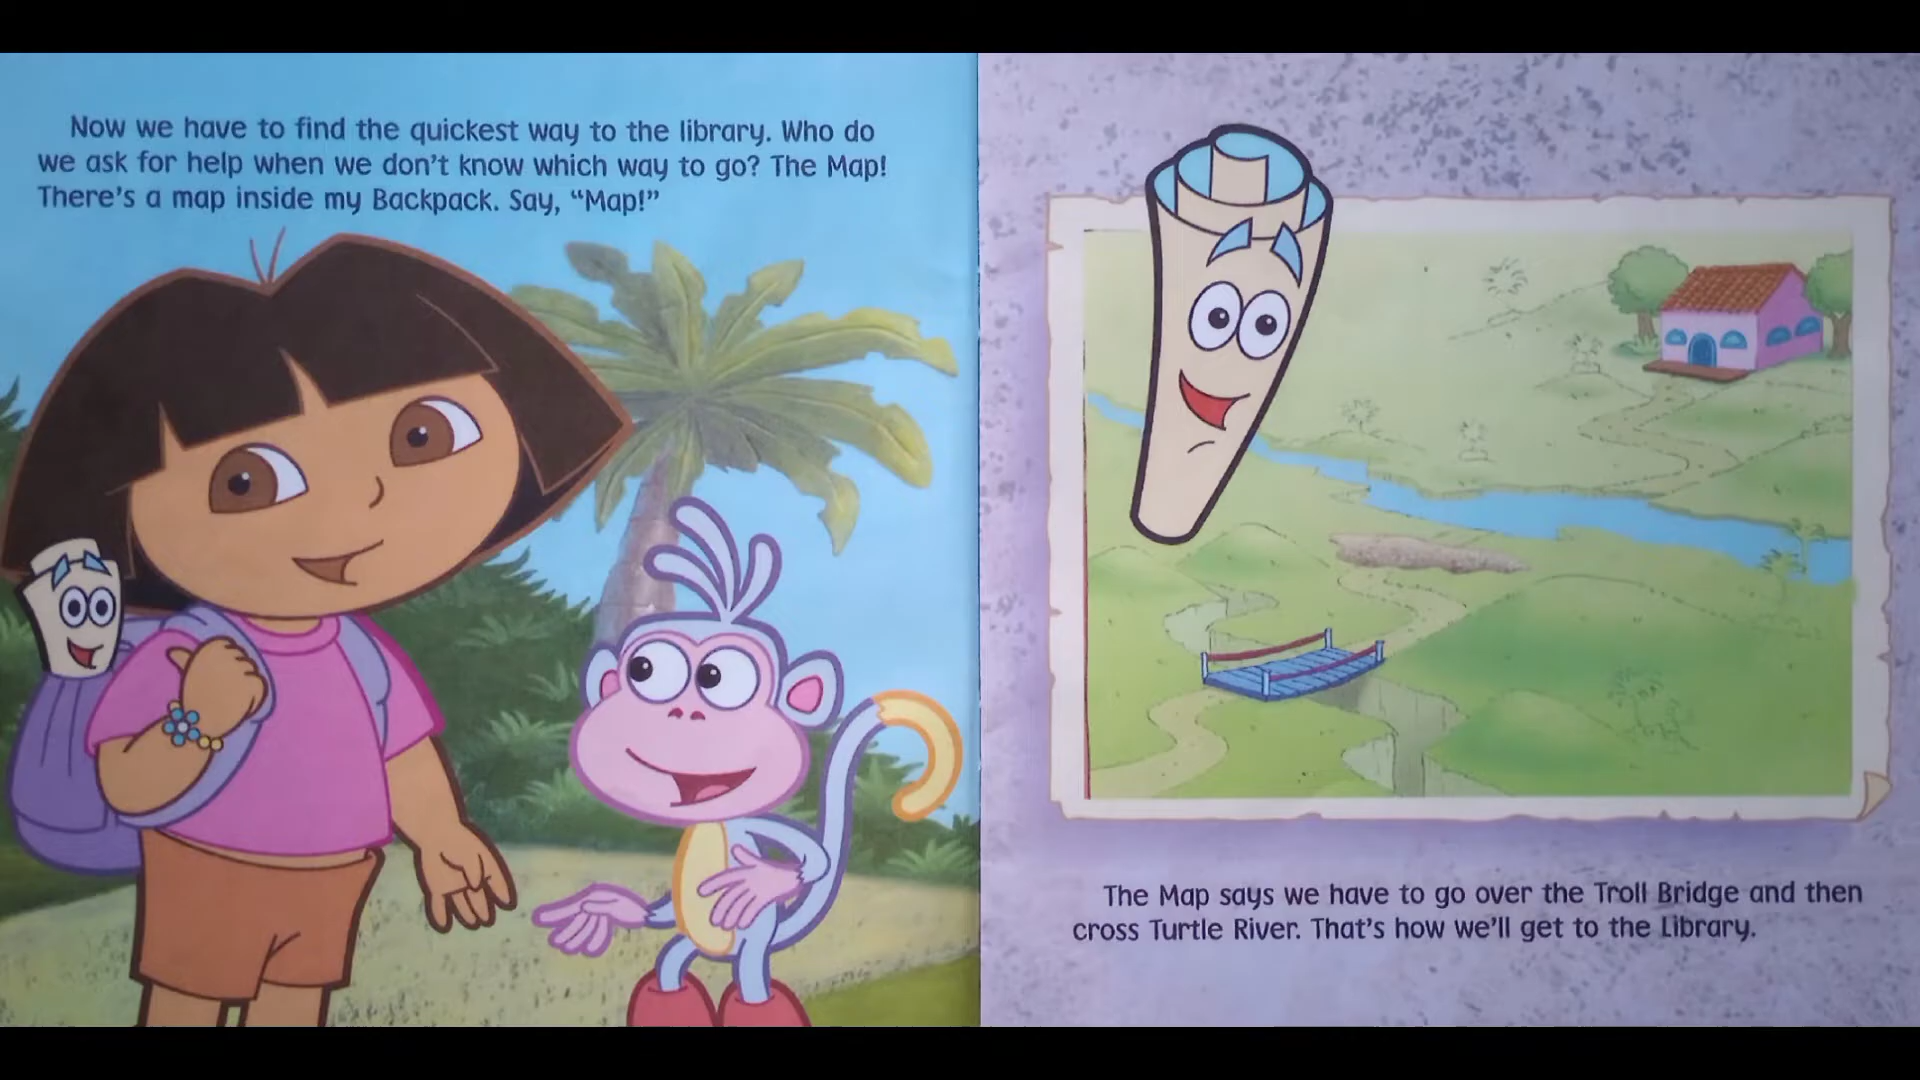 Now we have to find the quickest way to the library. Who do
we ask for help when we don't know which way to go? The Map!
There's a map inside my Backpack. Say, “Map!”
The Map says we have to go over the Troll Bridge and then
cross Turtle River. That's how we'll get to the Library.